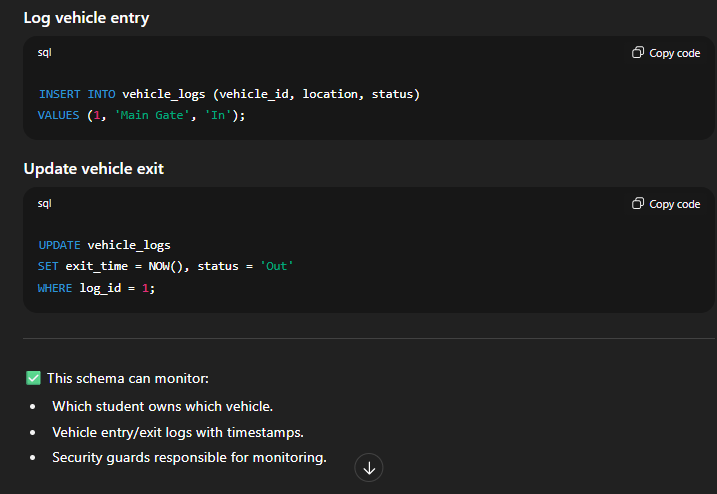 Log vehicle entry
sql
Copy code
INSERT INTO vehicle_logs (vehicle_id, location, status)
VALUES (1, 'Main Gate', 'In');
Update vehicle exit
sql
Copy code
UPDATE vehicle_logs
SET exit_time = NOW(), status = 'Out'
WHERE log_id = 1;
✅ This schema can monitor:
• Which student owns which vehicle.
• Vehicle entry/exit logs with timestamps.
• Security guards responsible for monitoring.